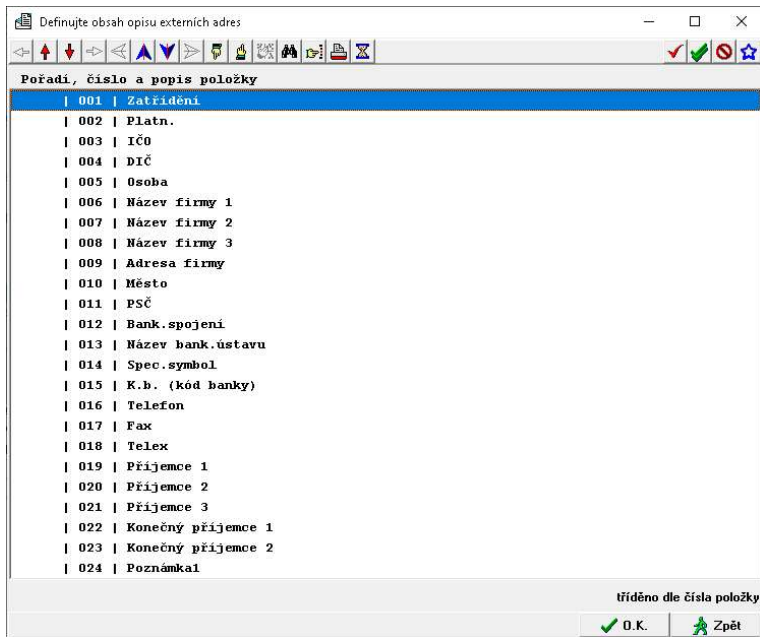 Definujte obsah opisu externích adres
Pořadí, číslo a popis položky
| 001 | Zatřídění
| 002 | Platn.
| 003 | IČO
| 004 | DIČ
| 005 | Osoba
| 006 | Název firmy 1
| 007 | Název firmy 2
| 008 | Název firmy 3
| 009 | Adresa firmy
| 010 | Město
| 011 | PSČ
| 012 | Bank.spojení
| 013 | Název bank.ústavu
| 014 | Spec.symbol
| 015 | K.b. (kód banky)
| 016 | Telefon
| 017 | Fax
| 018 | Telex
| 019 | Příjemce 1
| 020 | Příjemce 2
| 021 | Příjemce 3
| 022 | Konečný příjemce 1
| 023 | Konečný příjemce 2
| 024 | Poznámka1
tříděno dle čísla položky
O.K. Zpět